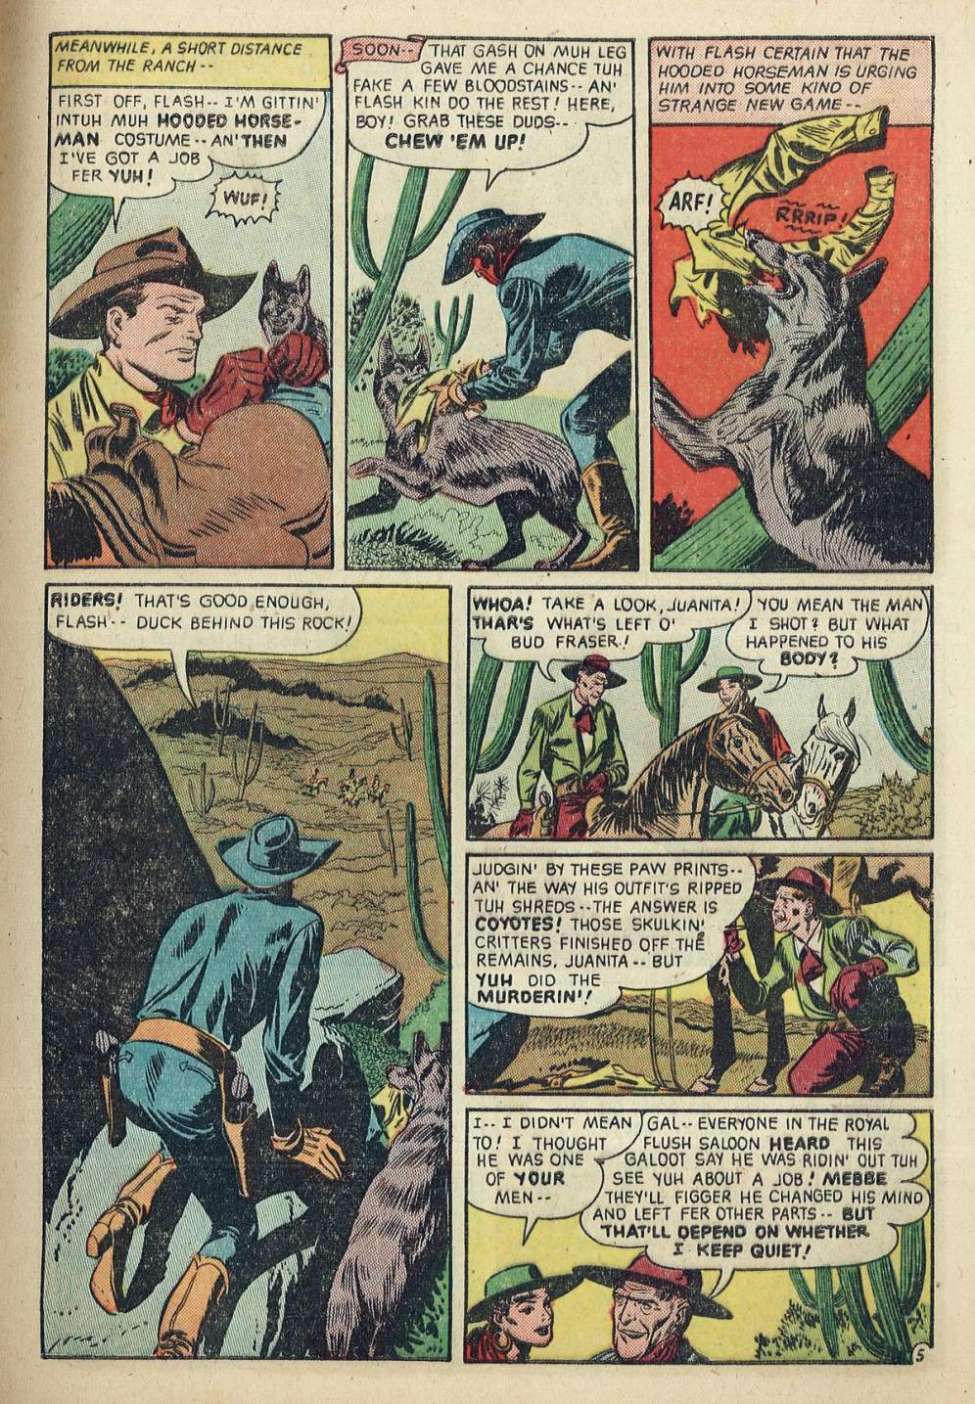 MEANWHILE, A SHORT DISTANCE
FROM THE RANCH--
FIRST OFF, FLASH-- I'M GITTIN'
INTUH MUH HOODED HORSE-
MAN COSTUME-- AN' THEN
I'VE GOT A JOB
FER YUH!
WUF!
SOON--
THAT GASH ON MUH LEG
GAVE ME A CHANCE TUH
FAKE A FEW BLOODSTAINS-- AN'
FLASH KIN DO THE REST! HERE,
BOY! GRAB THESE DUDS--
CHEW 'EM UP!
WITH FLASH CERTAIN THAT THE
HOODED HORSEMAN IS URGING
HIM INTO SOME KIND OF
STRANGE NEW GAME--
ARF!
RRRIP!
RIDERS! THAT'S GOOD ENOUGH,
FLASH-- DUCK BEHIND THIS ROCK!
WHOA! TAKE A LOOK, JUANITA!
THAR'S WHAT'S LEFT O'
BUD FRASER!
YOU MEAN THE MAN
I SHOT? BUT WHAT
HAPPENED TO HIS
BODY?
JUDGIN' BY THESE PAW PRINTS--
AN' THE WAY HIS OUTFIT'S RIPPED
TUH SHREDS--THE ANSWER IS
COYOTES! THOSE SKULKIN'
CRITTERS FINISHED OFF THE
REMAINS, JUANITA-- BUT
YUH DID THE
MURDERIN'!
I-- I DIDN'T MEAN
TO! I THOUGHT
HE WAS ONE
OF YOUR
MEN--
GAL-- EVERYONE IN THE ROYAL
FLUSH SALOON HEARD THIS
GALOOT SAY HE WAS RIDIN' OUT TUH
SEE YUH ABOUT A JOB! MEBBE
THEY'LL FIGGER HE CHANGED HIS MIND
AND LEFT FER OTHER PARTS-- BUT
THAT'LL DEPEND ON WHETHER
I KEEP QUIET!
5